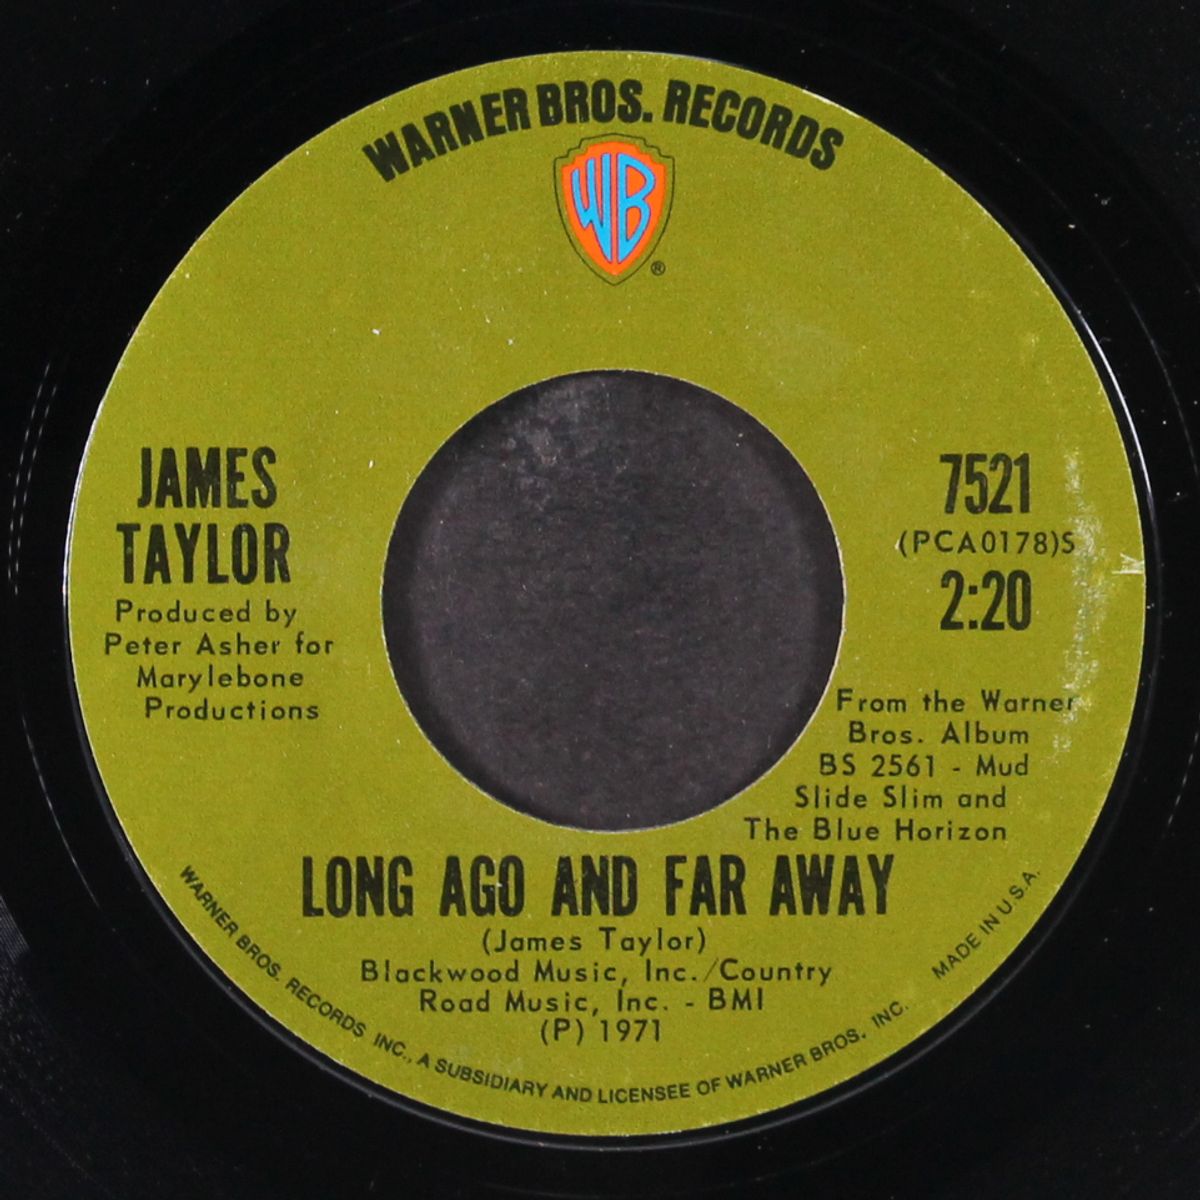 WARNER BROS. RECORDS
WB
®
JAMES
TAYLOR
Produced by
Peter Asher for
Marylebone
Productions
7521
(PCA0178)S
2:20
From the Warner
Bros. Album
BS 2561 - Mud
Slide Slim and
The Blue Horizon
LONG AGO AND FAR AWAY
(James Taylor)
Blackwood Music, Inc./Country
Road Music, Inc. - BMI
(P) 1971
WARNER BROS. RECORDS INC., A SUBSIDIARY AND LICENSEE OF WARNER BROS. INC.
MADE IN U.S.A.